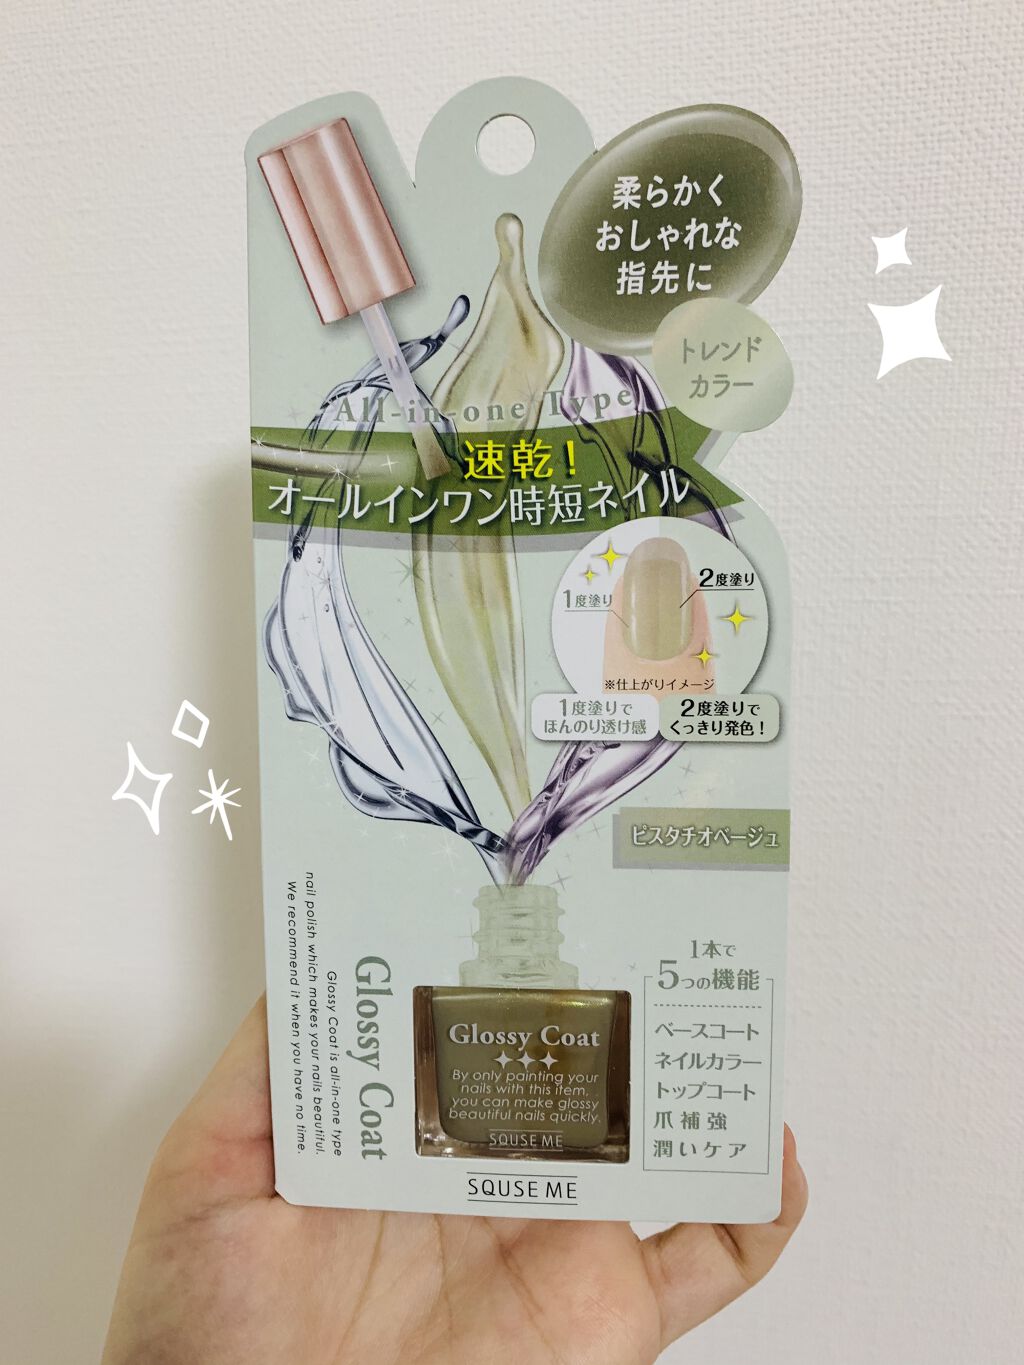 柔らかく
おしゃれな
指先に
トレンド
カラー
All-in-one Type
速乾！
オールインワン時短ネイル
2度塗り
1度塗り
※仕上がりイメージ
1度塗りで
ほんのり透け感
2度塗りで
くっきり発色！
ピスタチオベージュ
1本で
5つの機能
ベースコート
ネイルカラー
トップコート
爪補強
潤いケア
Glossy Coat
Glossy Coat is all-in-one type
nail polish which makes your nails beautiful.
We recommend it when you have no time.
Glossy Coat
By only painting your
nails with this item,
you can make glossy
beautiful nails quickly.
SQUSE ME
SQUSE ME